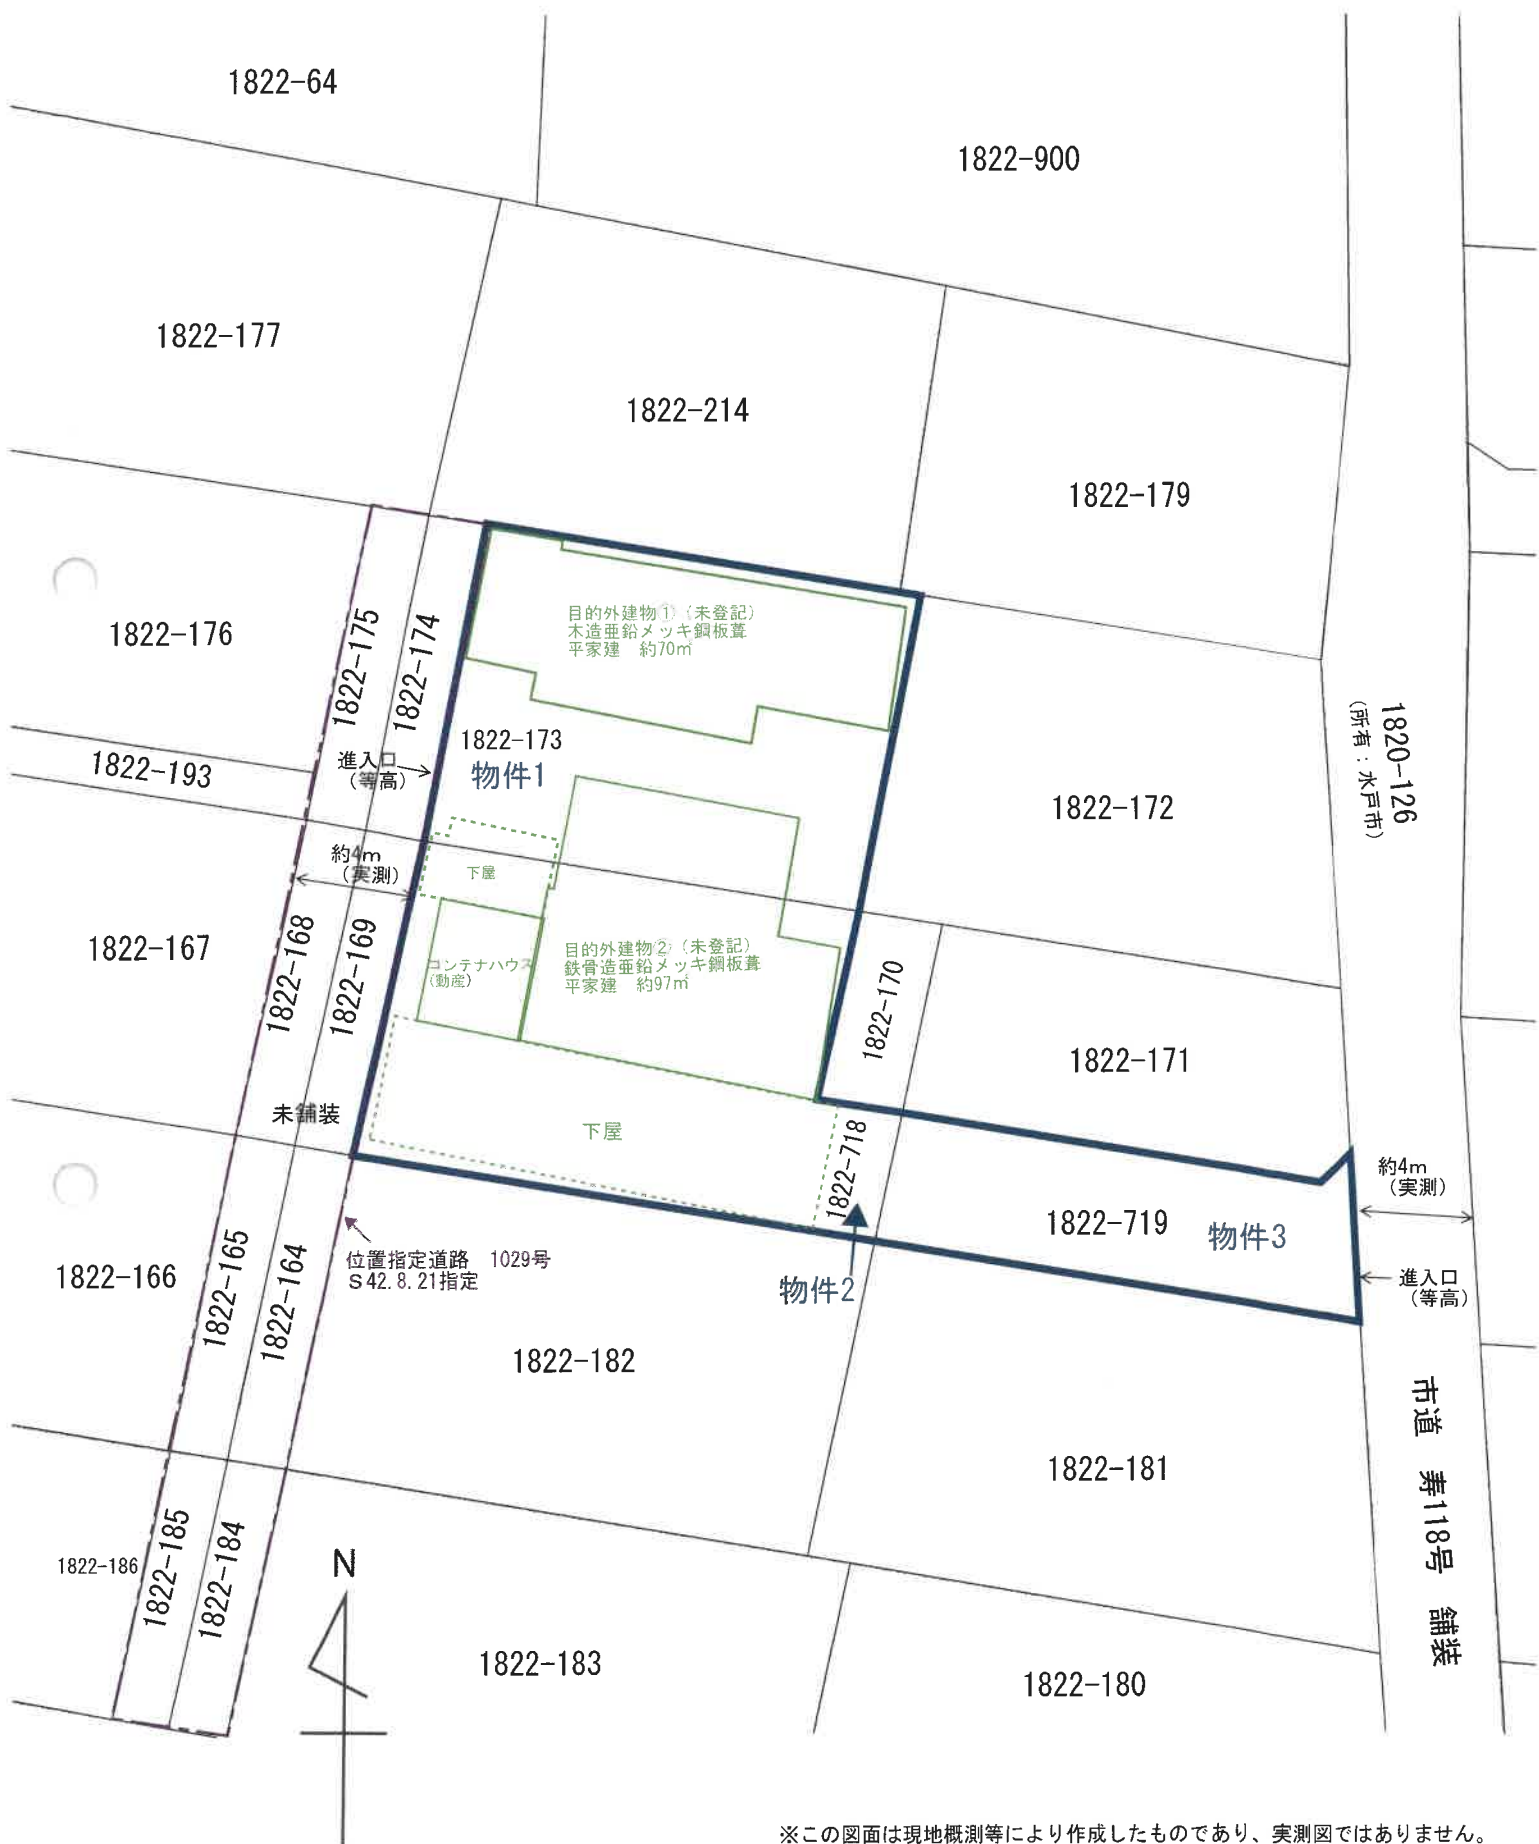 1822-64
1822-900
1822-177
1822-214
1822-179
1822-176
1822-175
1822-174
目的外建物① (未登記)
木造亜鉛メッキ鋼板葺
平家建 約70㎡
1822-173
物件1
進入口
(等高)
1822-193
1822-172
1820-126
(所有:水戸市)
約4m
(実測)
下屋
1822-167
1822-168
1822-169
コンテナハウス
(動産)
目的外建物② (未登記)
鉄骨造亜鉛メッキ鋼板葺
平家建 約97㎡
1822-170
1822-171
未舗装
下屋
1822-718
約4m
(実測)
1822-719
物件3
物件2
進入口
(等高)
位置指定道路 1029号
S42.8.21指定
1822-166
1822-165
1822-164
1822-182
1822-181
市道 寿118号 舗装
1822-186
1822-185
1822-184
N
1822-183
1822-180
※この図面は現地概測等により作成したものであり、実測図ではありません。